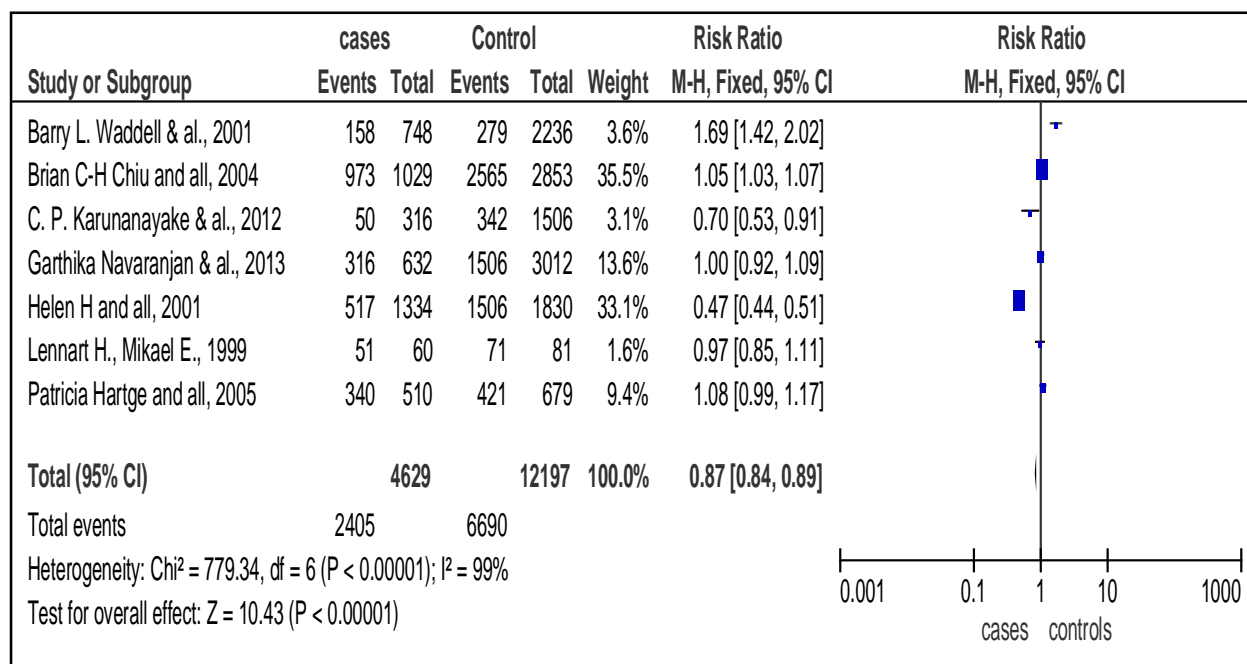 cases Control Risk Ratio Risk Ratio
Study or Subgroup Events Total Events Total Weight M-H, Fixed, 95% CI M-H, Fixed, 95% CI
Barry L. Waddell & al., 2001 158 748 279 2236 3.6% 1.69 [1.42, 2.02]
Brian C-H Chiu and all, 2004 973 1029 2565 2853 35.5% 1.05 [1.03, 1.07]
C. P. Karunanayake & al., 2012 50 316 342 1506 3.1% 0.70 [0.53, 0.91]
Garthika Navaranjan & al., 2013 316 632 1506 3012 13.6% 1.00 [0.92, 1.09]
Helen H and all, 2001 517 1334 1506 1830 33.1% 0.47 [0.44, 0.51]
Lennart H., Mikael E., 1999 51 60 71 81 1.6% 0.97 [0.85, 1.11]
Patricia Hartge and all, 2005 340 510 421 679 9.4% 1.08 [0.99, 1.17]
Total (95% CI) 4629 12197 100.0% 0.87 [0.84, 0.89]
Total events 2405 6690
Heterogeneity: Chi² = 779.34, df = 6 (P < 0.00001); I² = 99%
Test for overall effect: Z = 10.43 (P < 0.00001)
0.001 0.1 1 10 1000
cases controls